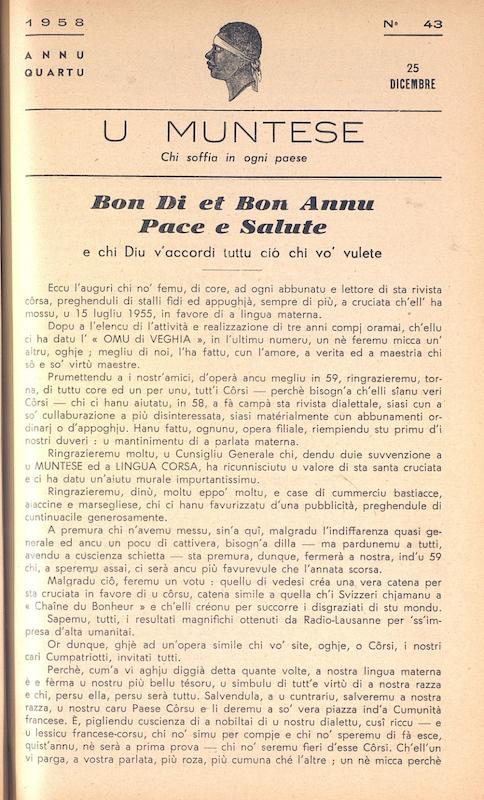 1958
Nº 43
ANNU
QUARTU
25
DICEMBRE
U MUNTESE
Chi soffia in ogni paese
Bon Di et Bon Annu
Pace e Salute
e chi Diu v'accordi tuttu ciò chi vo' vulete
Eccu l'auguri chi no' femu, di core, ad ogni abbunatu e lettore di sta rivista
côrsa, preghenduli di stalli fidi ed appughjà, sempre di più, a cruciata ch'ell' ha
mossu, u 15 lugliu 1955, in favore di a lingua materna.
Dopu a l'elencu di l'attività e realizzazione di tre anni compj oramai, ch'ellu
ci ha datu l' « OMU di VEGHIA », in l'ultimu numeru, un nè feremu micca un'
altru, oghje ; megliu di noi, l'ha fattu, cun l'amore, a verita ed a maestria chi
sô e so' virtù maestre.
Prumettendu a i nostr'amici, d'operà ancu megliu in 59, ringrazieremu, tor-
na, di tuttu core ed un per unu, tutt'i Côrsi — perchè bisogn'a ch'elli sîanu veri
Côrsi — chi ci hanu aiutatu, in 58, a fà campà sta rivista dialettale, siasi cun a
so' cullaburazione a più disinteressata, siasi matérialmente cun abbunamenti or-
dinarj o d'appoghju. Hanu fattu, ognunu, opera filiale, riempiendu stu primu d'i
nostri duveri : u mantinimentu di a parlata materna.
Ringrazieremu moltu, u Cunsigliu Generale chi, dendu duie suvvenzione a
u MUNTESE ed a LINGUA CORSA, ha ricunnisciutu u valore di sta santa cruciata
e ci ha datu un'aiutu murale impurtantissimu.
Ringrazieremu, dinù, moltu eppo' moltu, e case di cummerciu bastiacce,
aiaccine e marsegliese, chi ci hanu favurizzatu d'una pubblicità, preghendule di
cuntinuacile generosamente.
A premura chi n'avemu messu, sin'a quî, malgradu l'indiffarenza quasi ge-
nerale ed ancu un pocu di cattivera, bisogn'a dilla — ma pardunemu a tutti,
avendu a cuscienza schietta — sta premura, dunque, fermerà a nostra, ind'u 59
chi, a speremu assai, ci serà ancu più favurevule che l'annata scorsa.
Malgradu ciô, feremu un votu : quellu di vedesi créa una vera catena per
sta cruciata in favore di u côrsu, catena simile a quella ch'i Svizzeri chjamanu a
« Chaîne du Bonheur » e ch'elli créonu per succorre i disgraziati di stu mondu.
Sapemu, tutti, i resultati magnifichi ottenuti da Radio-Lausanne per 'ss'im-
presa d'alta umanitai.
Or dunque, ghjè ad un'opera simile chi vo' site, oghje, o Côrsi, i nostri
cari Cumpatriotti, invitati tutti.
Perchè, cum'a vi aghju diggià detta quante volte, a nostra lingua materna
è e fèrma u nostru più bellu tésoru, u simbulu di tutt'e virtù di a nostra razza
e chi, persu ella, persu serà tuttu. Salvendula, a u cuntrariu, salveremu a nostra
razza, u nostru caru Paese Côrsu e li deremu a so' vera piazza ind'a Cumunità
francese. È, pigliendu cuscienza di a nobiltai di u nostru dialettu, cusî riccu — e
u lessicu francese-corsu, chi no' simu per compje e chi no' speremu di fà esce,
quist'annu, nè serà a prima prova — chi no' seremu fieri d'esse Côrsi. Ch'ell'un
vi parga, a vostra parlata, più roza, più cumuna ché l'altre ; un nè micca perchè